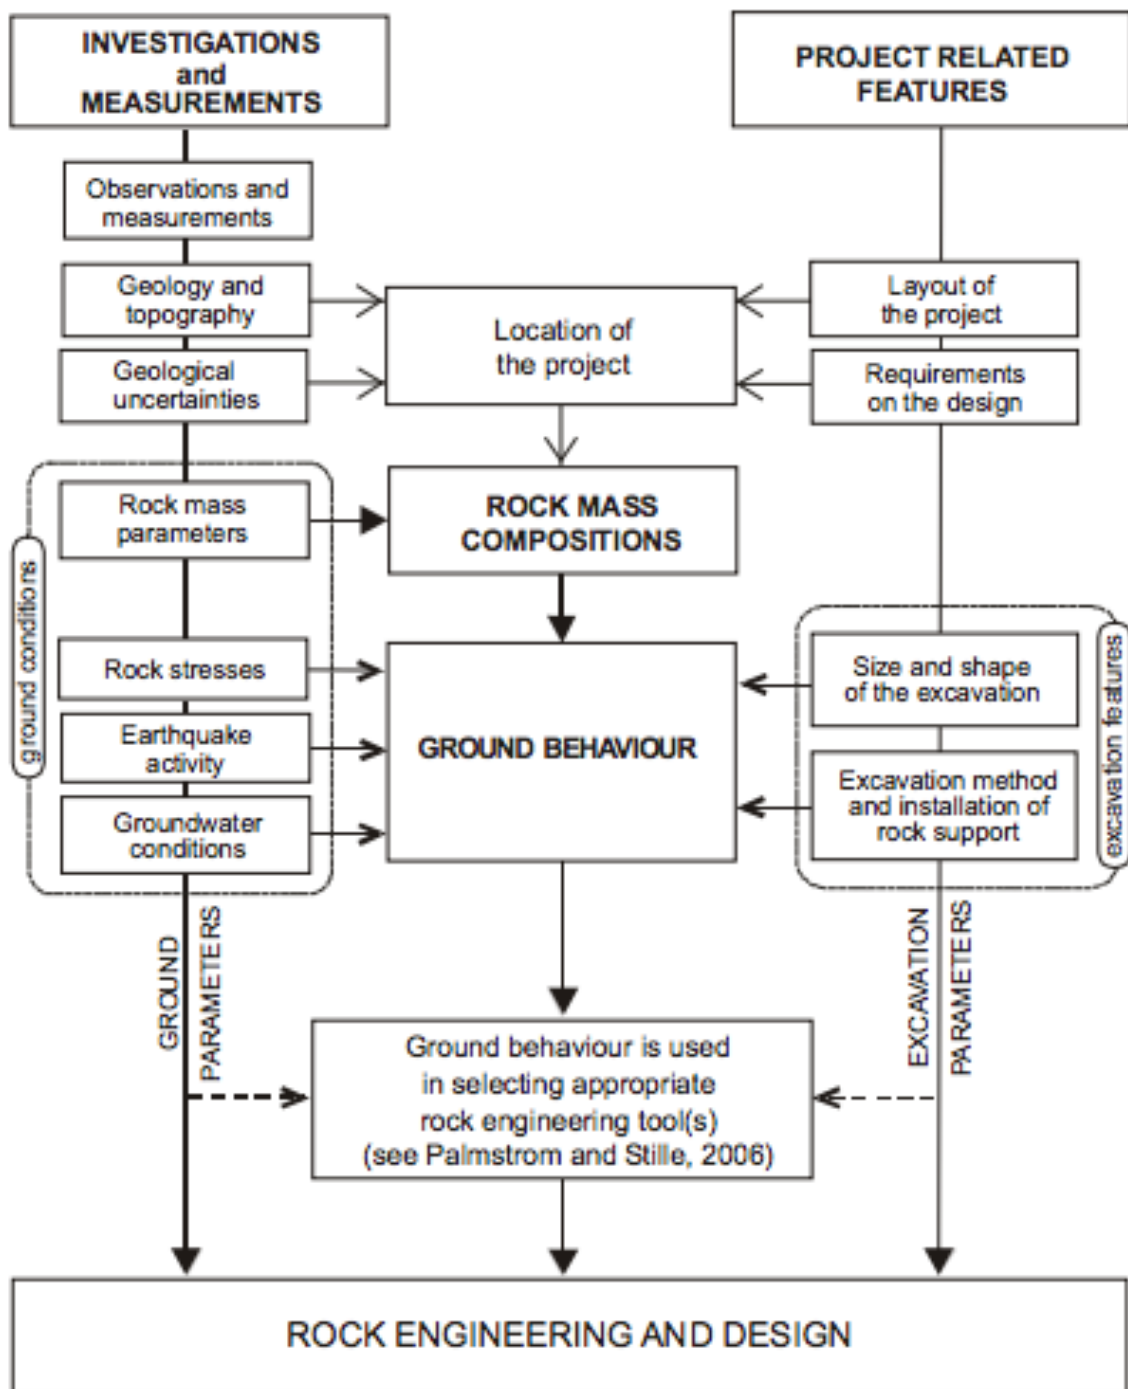 INVESTIGATIONS
and
MEASUREMENTS
PROJECT RELATED
FEATURES
Observations and
measurements
Geology and
topography
Location of
the project
Layout of
the project
Geological
uncertainties
Requirements
on the design
ground conditions
Rock mass
parameters
ROCK MASS
COMPOSITIONS
Rock stresses
GROUND BEHAVIOUR
Size and shape
of the excavation
excavation features
Earthquake
activity
Excavation method
and installation of
rock support
Groundwater
conditions
GROUND
PARAMETERS
EXCAVATION
PARAMETERS
Ground behaviour is used
in selecting appropriate
rock engineering tool(s)
(see Palmstrom and Stille, 2006)
ROCK ENGINEERING AND DESIGN